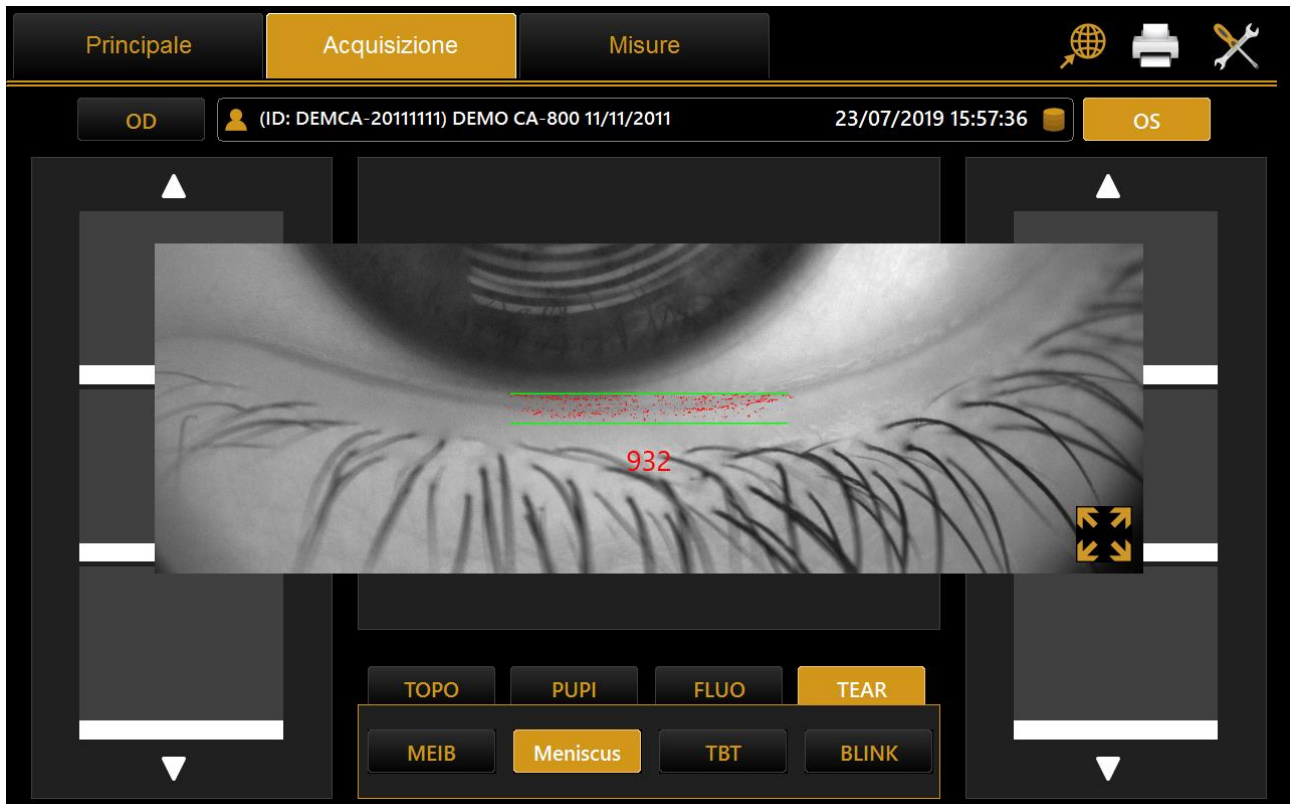 Principale Acquisizione Misure
OD (ID: DEMCA-20111111) DEMO CA-800 11/11/2011 23/07/2019 15:57:36 OS
932
TOPO PUPI FLUO TEAR
MEIB Meniscus TBT BLINK